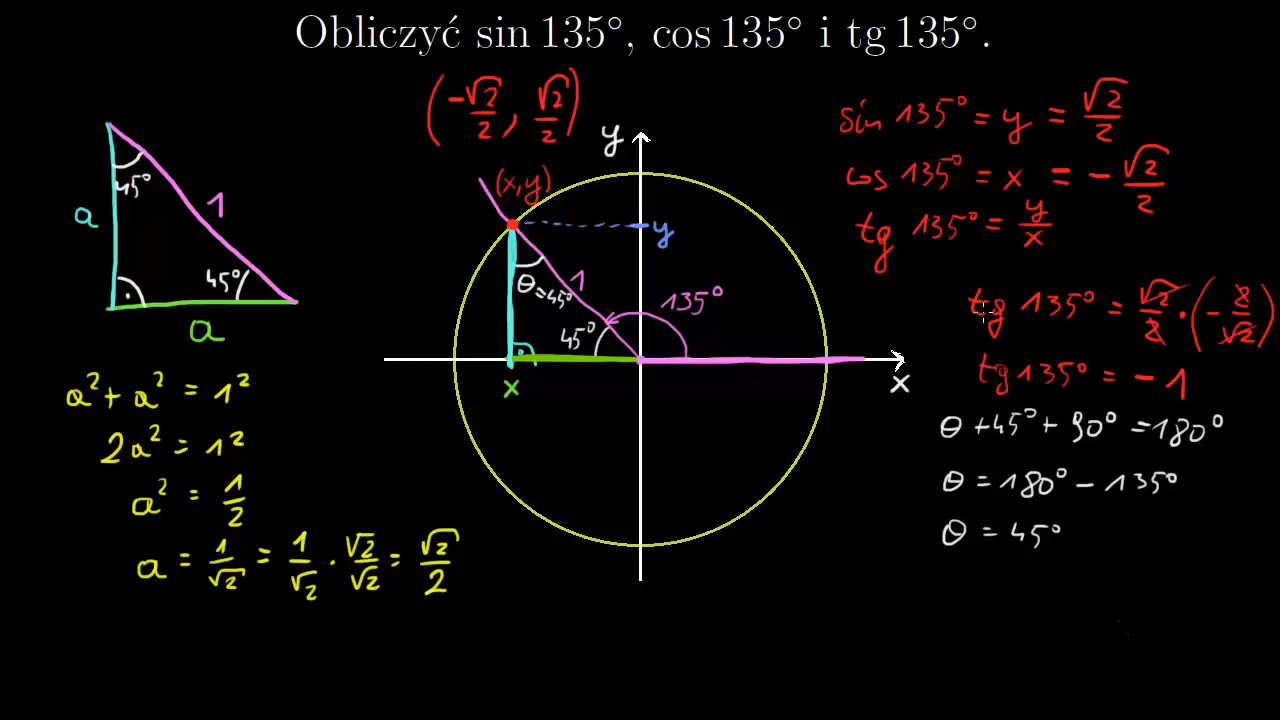 Obliczyć sin 135°, cos 135° i tg 135°.
(-√2/2, √2/2)
45°
a
1
45°
a
a² + a² = 1²
2a² = 1²
a² = 1/2
a = 1/√2 = 1/√2 · √2/√2 = √2/2
y
(x,y)
y
θ=45°
1
135°
45°
x
x
sin 135° = y = √2/2
cos 135° = x = -√2/2
tg 135° = y/x
tg 135° = √2/2 · (-2/√2)
tg 135° = -1
θ + 45° + 90° = 180°
θ = 180° - 135°
θ = 45°